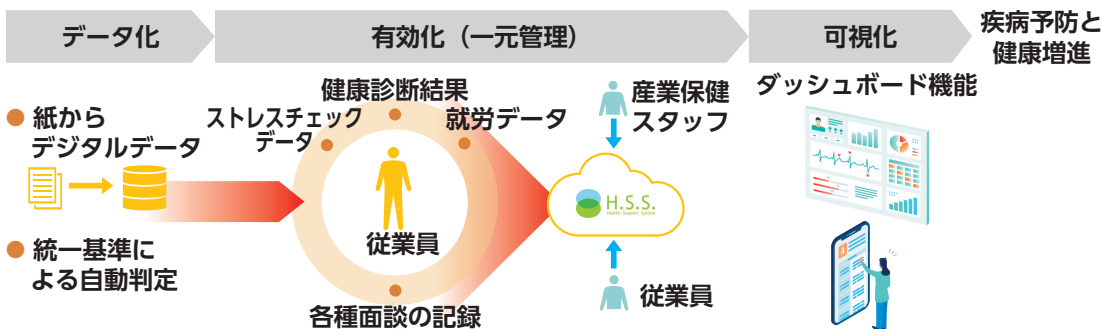 データ化
有効化（一元管理）
可視化
疾病予防と
健康増進
紙から
デジタルデータ
統一基準に
よる自動判定
健康診断結果
ストレスチェック
データ
就労データ
従業員
各種面談の記録
産業保健
スタッフ
H.S.S.
Health Support System
従業員
ダッシュボード機能